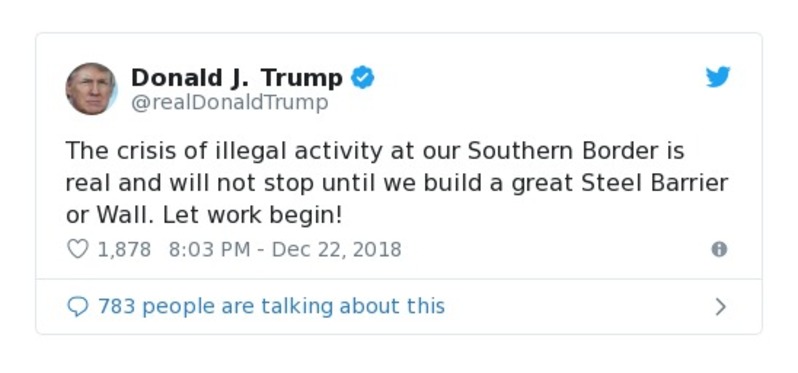 Donald J. Trump
@realDonaldTrump
The crisis of illegal activity at our Southern Border is
real and will not stop until we build a great Steel Barrier
or Wall. Let work begin!
1,878 8:03 PM - Dec 22, 2018
783 people are talking about this